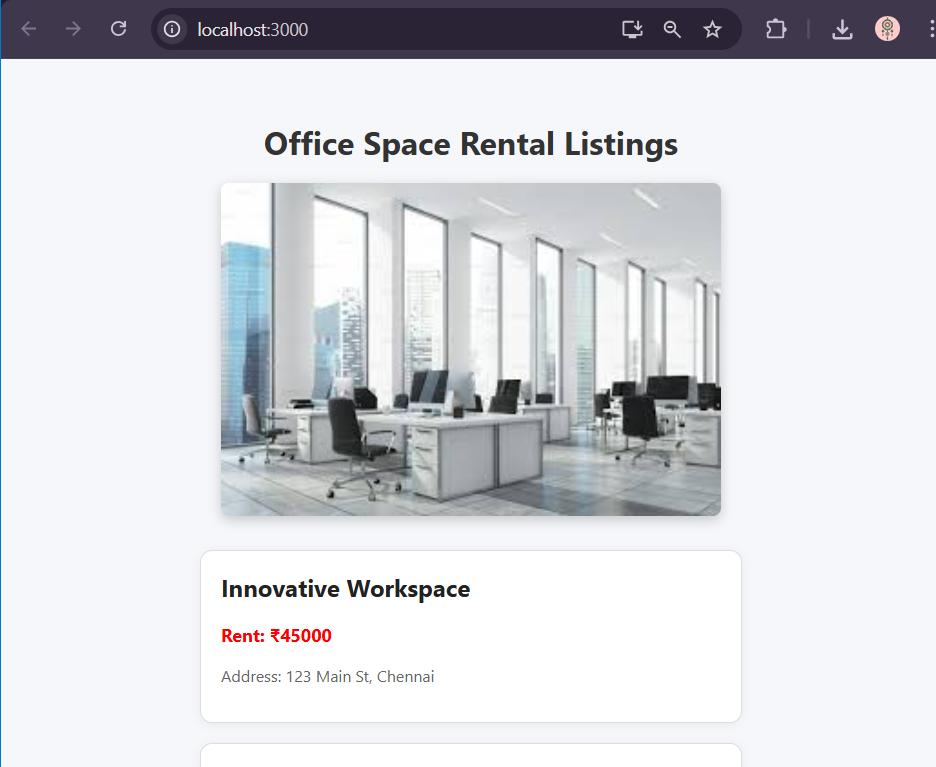 localhost:3000
Office Space Rental Listings
Innovative Workspace
Rent: ₹45000
Address: 123 Main St, Chennai